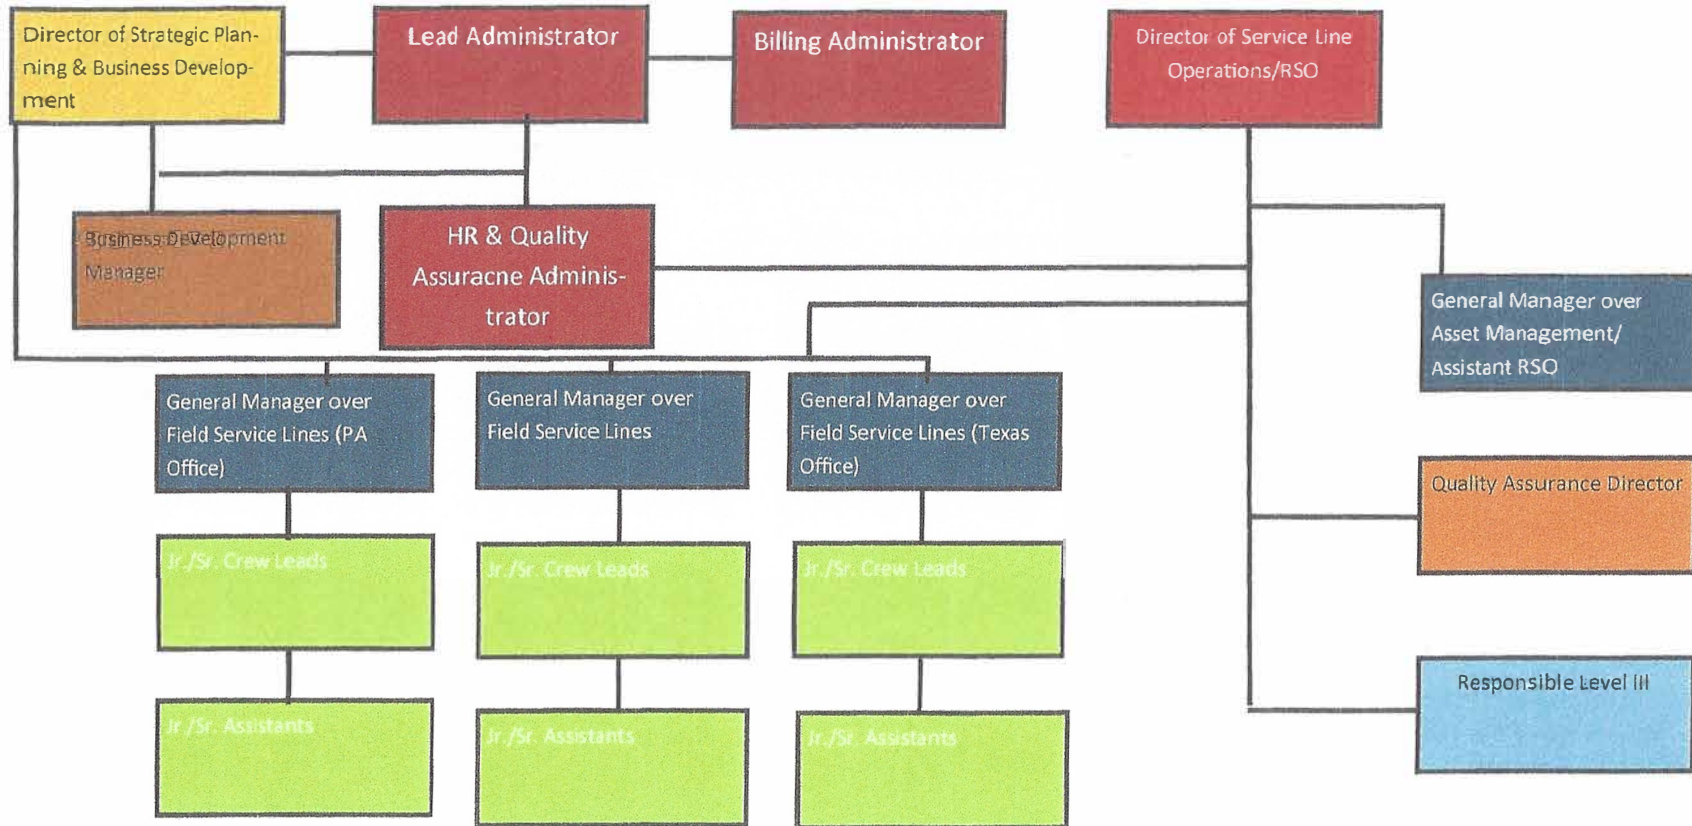 Director of Strategic Plan-
ning & Business Develop-
ment
Lead Administrator
Billing Administrator
Director of Service Line
Operations/RSO
Business Development
Manager
HR & Quality
Assuracne Adminis-
trator
General Manager over
Asset Management/
Assistant RSO
General Manager over
Field Service Lines (PA
Office)
General Manager over
Field Service Lines
General Manager over
Field Service Lines (Texas
Office)
Quality Assurance Director
Jr./Sr. Crew Leads
Jr./Sr. Crew Leads
Jr./Sr. Crew Leads
Responsible Level III
Jr./Sr. Assistants
Jr./Sr. Assistants
Jr./Sr. Assistants